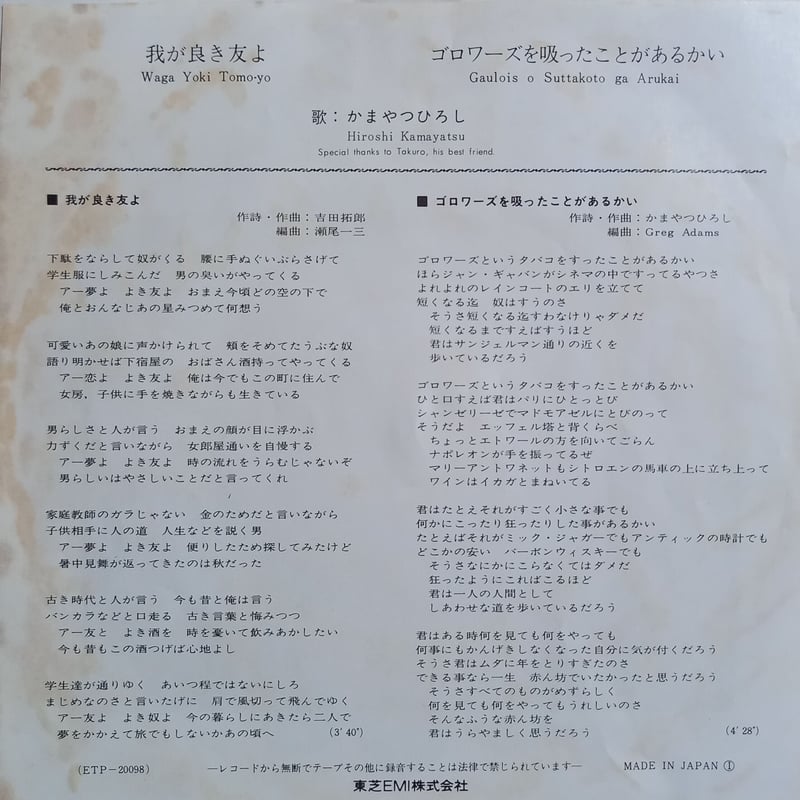 我が良き友よ
Waga Yoki Tomo-yo
ゴロワーズを吸ったことがあるかい
Gaulois o Suttakoto ga Arukai
歌：かまやつひろし
Hiroshi Kamayatsu
Special thanks to Takuro, his best friend.
■ 我が良き友よ
作詩・作曲：吉田拓郎
編曲：瀬尾一三
下駄をならして奴がくる　腰に手ぬぐいぶらさげて
学生服にしみこんだ　男の臭いがやってくる
アー夢よ　よき友よ　おまえ今頃どの空の下で
俺とおんなじあの星みつめて何想う
可愛いあの娘に声かけられて　頬をそめてたうぶな奴
語り明かせば下宿屋の　おばさん酒持ってやってくる
アー恋よ　よき友よ　俺は今でもこの町に住んで
女房，子供に手を焼きながらも生きている
男らしさと人が言う　おまえの顔が目に浮かぶ
力ずくだと言いながら　女郎屋通いを自慢する
アー夢よ　よき友よ　時の流れをうらむじゃないぞ
男らしいはやさしいことだと言ってくれ
家庭教師のガラじゃない　金のためだと言いながら
子供相手に人の道　人生などを説く男
アー夢よ　よき友よ　便りしたため探してみたけど
暑中見舞が返ってきたのは秋だった
古き時代と人が言う　今も昔と俺は言う
バンカラなどと口走る　古き言葉と悔みつつ
アー友と　よき酒を　時を憂いて飲みあかしたい
今も昔もこの酒つげば心地よし
学生達が通りゆく　あいつ程ではないにしろ
まじめなのさと言いたげに　肩で風切って飛んでゆく
アー友よ　よき奴よ　今の暮らしにあきたら二人で
夢をかかえて旅でもしないかあの頃へ
(3′40″)
■ ゴロワーズを吸ったことがあるかい
作詩・作曲：かまやつひろし
編曲：Greg Adams
ゴロワーズというタバコをすったことがあるかい
ほらジャン・ギャバンがシネマの中ですってるやつさ
よれよれのレインコートのエリを立てて
短くなる迄　奴はすうのさ
そうさ短くなる迄すわなけりゃダメだ
短くなるまですえばすうほど
君はサンジェルマン通りの近くを
歩いているだろう
ゴロワーズというタバコをすったことがあるかい
ひと口すえば君はパリにひとっとび
シャンゼリーゼでマドモアゼルにとびのって
そうだよ　エッフェル塔と背くらべ
ちょっとエトワールの方を向いてごらん
ナポレオンが手を振ってるぜ
マリーアントワネットもシトロエンの馬車の上に立ち上って
ワインはイカガとまねいてる
君はたとえそれがすごく小さな事でも
何かにこったり狂ったりした事があるかい
たとえばそれがミック・ジャガーでもアンティックの時計でも
どこかの安い　バーボンウィスキーでも
そうさなにかにこらなくてはダメだ
狂ったようにこればこるほど
君は一人の人間として
しあわせな道を歩いているだろう
君はある時何を見ても何をやっても
何事にもかんげきしなくなった自分に気が付くだろう
そうさ君はムダに年をとりすぎたのさ
できる事なら一生　赤ん坊でいたかったと思うだろう
そうさすべてのものがめずらしく
何を見ても何をやってもうれしいのさ
そんなふうな赤ん坊を
君はうらやましく思うだろう
(4′28″)
(ETP−20098)
―レコードから無断でテープその他に録音することは法律で禁じられています―
MADE IN JAPAN Ⓘ
東芝EMI株式会社